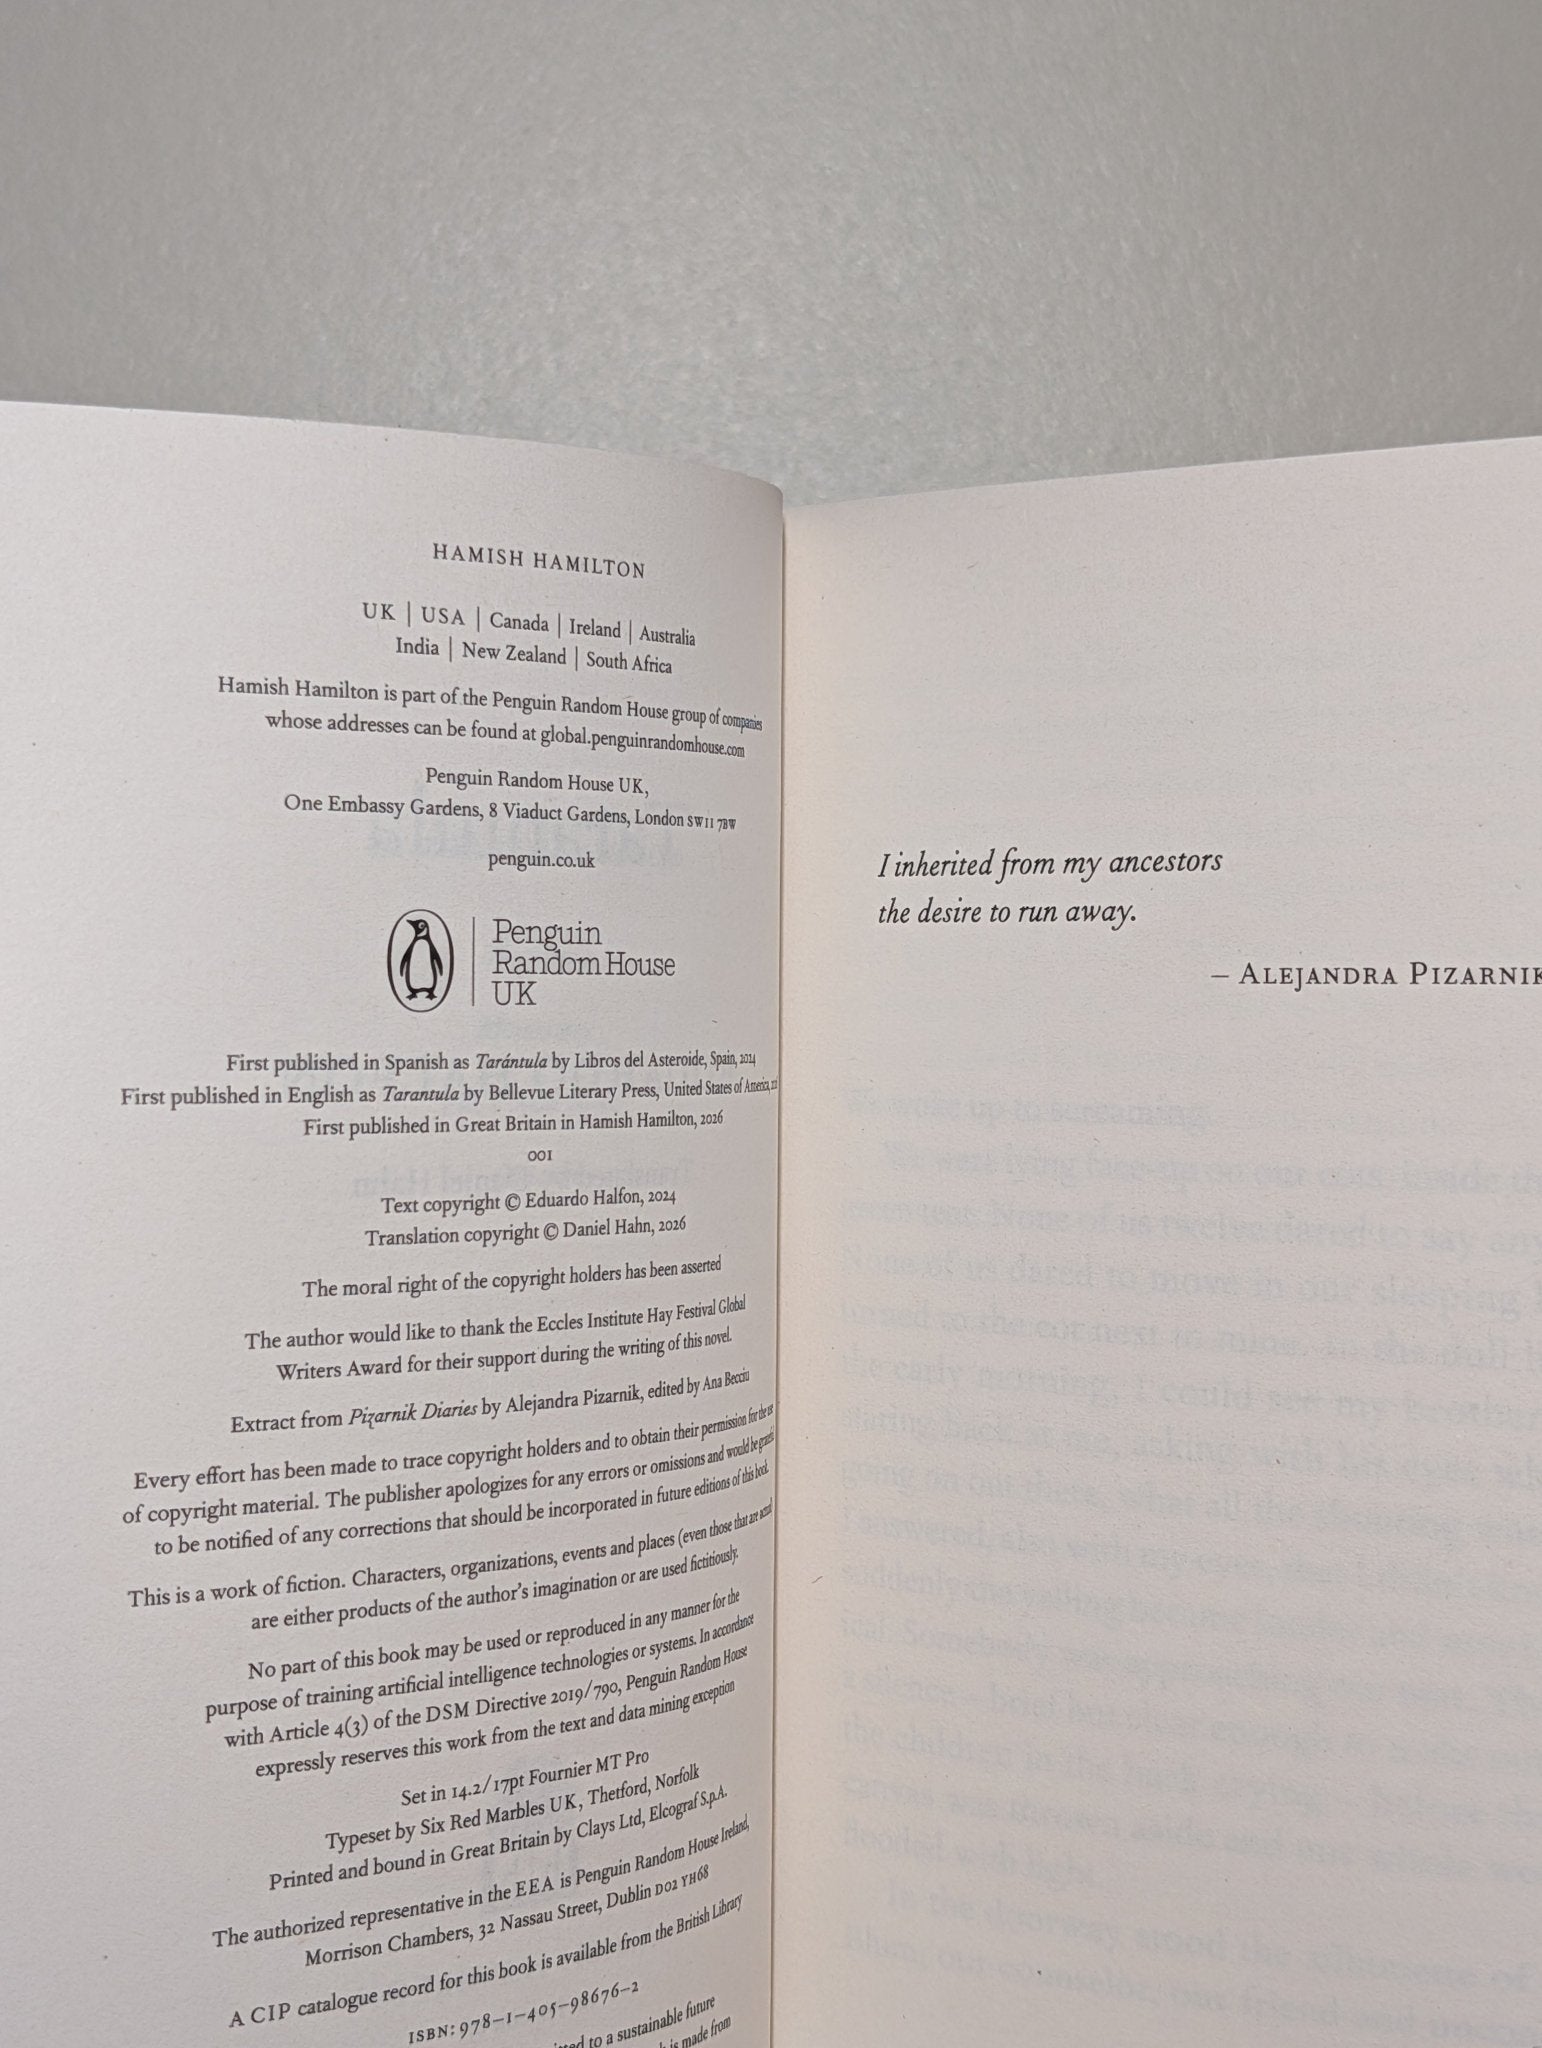 HAMISH HAMILTON
UK | USA | Canada | Ireland | Australia
India | New Zealand | South Africa
Hamish Hamilton is part of the Penguin Random House group of companies
whose addresses can be found at global.penguinrandomhouse.com
Penguin Random House UK,
One Embassy Gardens, 8 Viaduct Gardens, London SW11 7BW
penguin.co.uk
Penguin
Random House
UK
First published in Spanish as Tarántula by Libros del Asteroide, Spain, 2024
First published in English as Tarantula by Bellevue Literary Press, United States of America,
First published in Great Britain in Hamish Hamilton, 2026
001
Text copyright © Eduardo Halfon, 2024
Translation copyright © Daniel Hahn, 2026
The moral right of the copyright holders has been asserted
The author would like to thank the Eccles Institute Hay Festival Global
Writers Award for their support during the writing of this novel.
Extract from Pizarnik Diaries by Alejandra Pizarnik, edited by Ana Becciu
Every effort has been made to trace copyright holders and to obtain their permission for the use
of copyright material. The publisher apologizes for any errors or omissions and would be grateful
to be notified of any corrections that should be incorporated in future editions of this book.
This is a work of fiction. Characters, organizations, events and places (even those that are actual)
are either products of the author's imagination or are used fictitiously.
No part of this book may be used or reproduced in any manner for the
purpose of training artificial intelligence technologies or systems. In accordance
with Article 4(3) of the DSM Directive 2019/790, Penguin Random House
expressly reserves this work from the text and data mining exception
Set in 14.2/17pt Fournier MT Pro
Typeset by Six Red Marbles UK, Thetford, Norfolk
Printed and bound in Great Britain by Clays Ltd, Elcograf S.p.A.
The authorized representative in the EEA is Penguin Random House Ireland,
Morrison Chambers, 32 Nassau Street, Dublin D02 YH68
A CIP catalogue record for this book is available from the British Library
ISBN: 978–1–405–98676–2
to a sustainable future
is made from
I inherited from my ancestors
the desire to run away.
– ALEJANDRA PIZARNIK